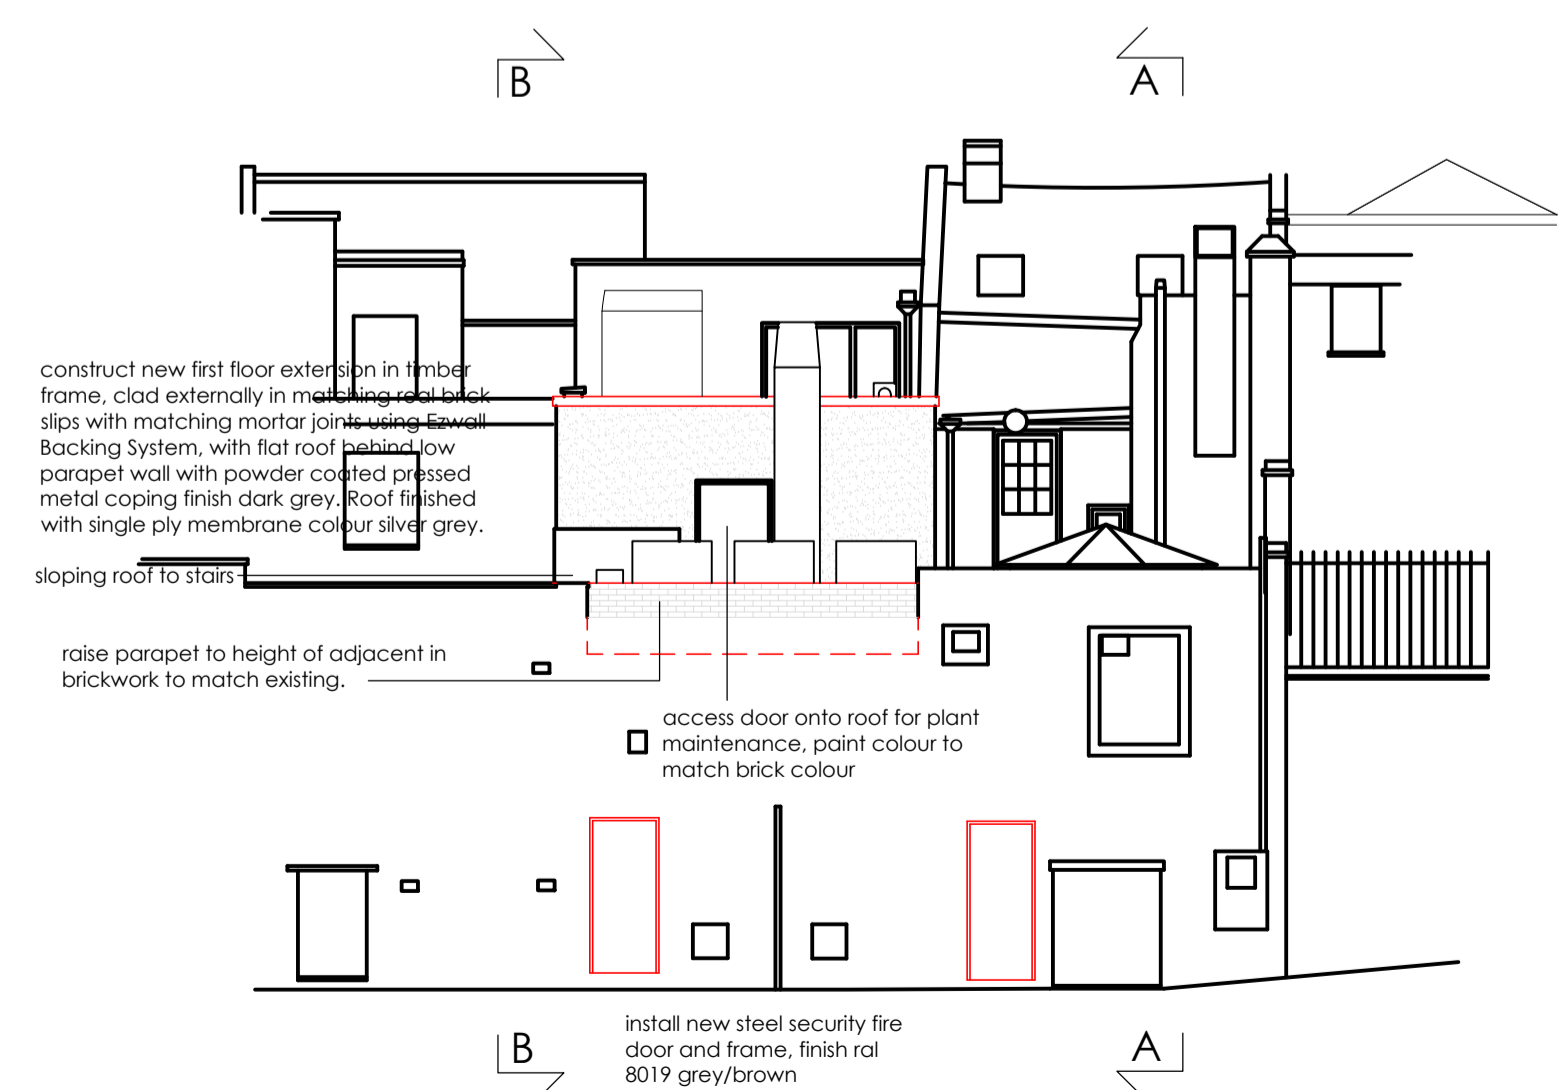 B
A
construct new first floor extension in timber
frame, clad externally in matching real brick
slips with matching mortar joints using Ezwall
Backing System, with flat roof behind low
parapet wall with powder coated pressed
metal coping finish dark grey. Roof finished
with single ply membrane colour silver grey.
sloping roof to stairs
raise parapet to height of adjacent in
brickwork to match existing.
access door onto roof for plant
maintenance, paint colour to
match brick colour
install new steel security fire
door and frame, finish ral
8019 grey/brown
B
A